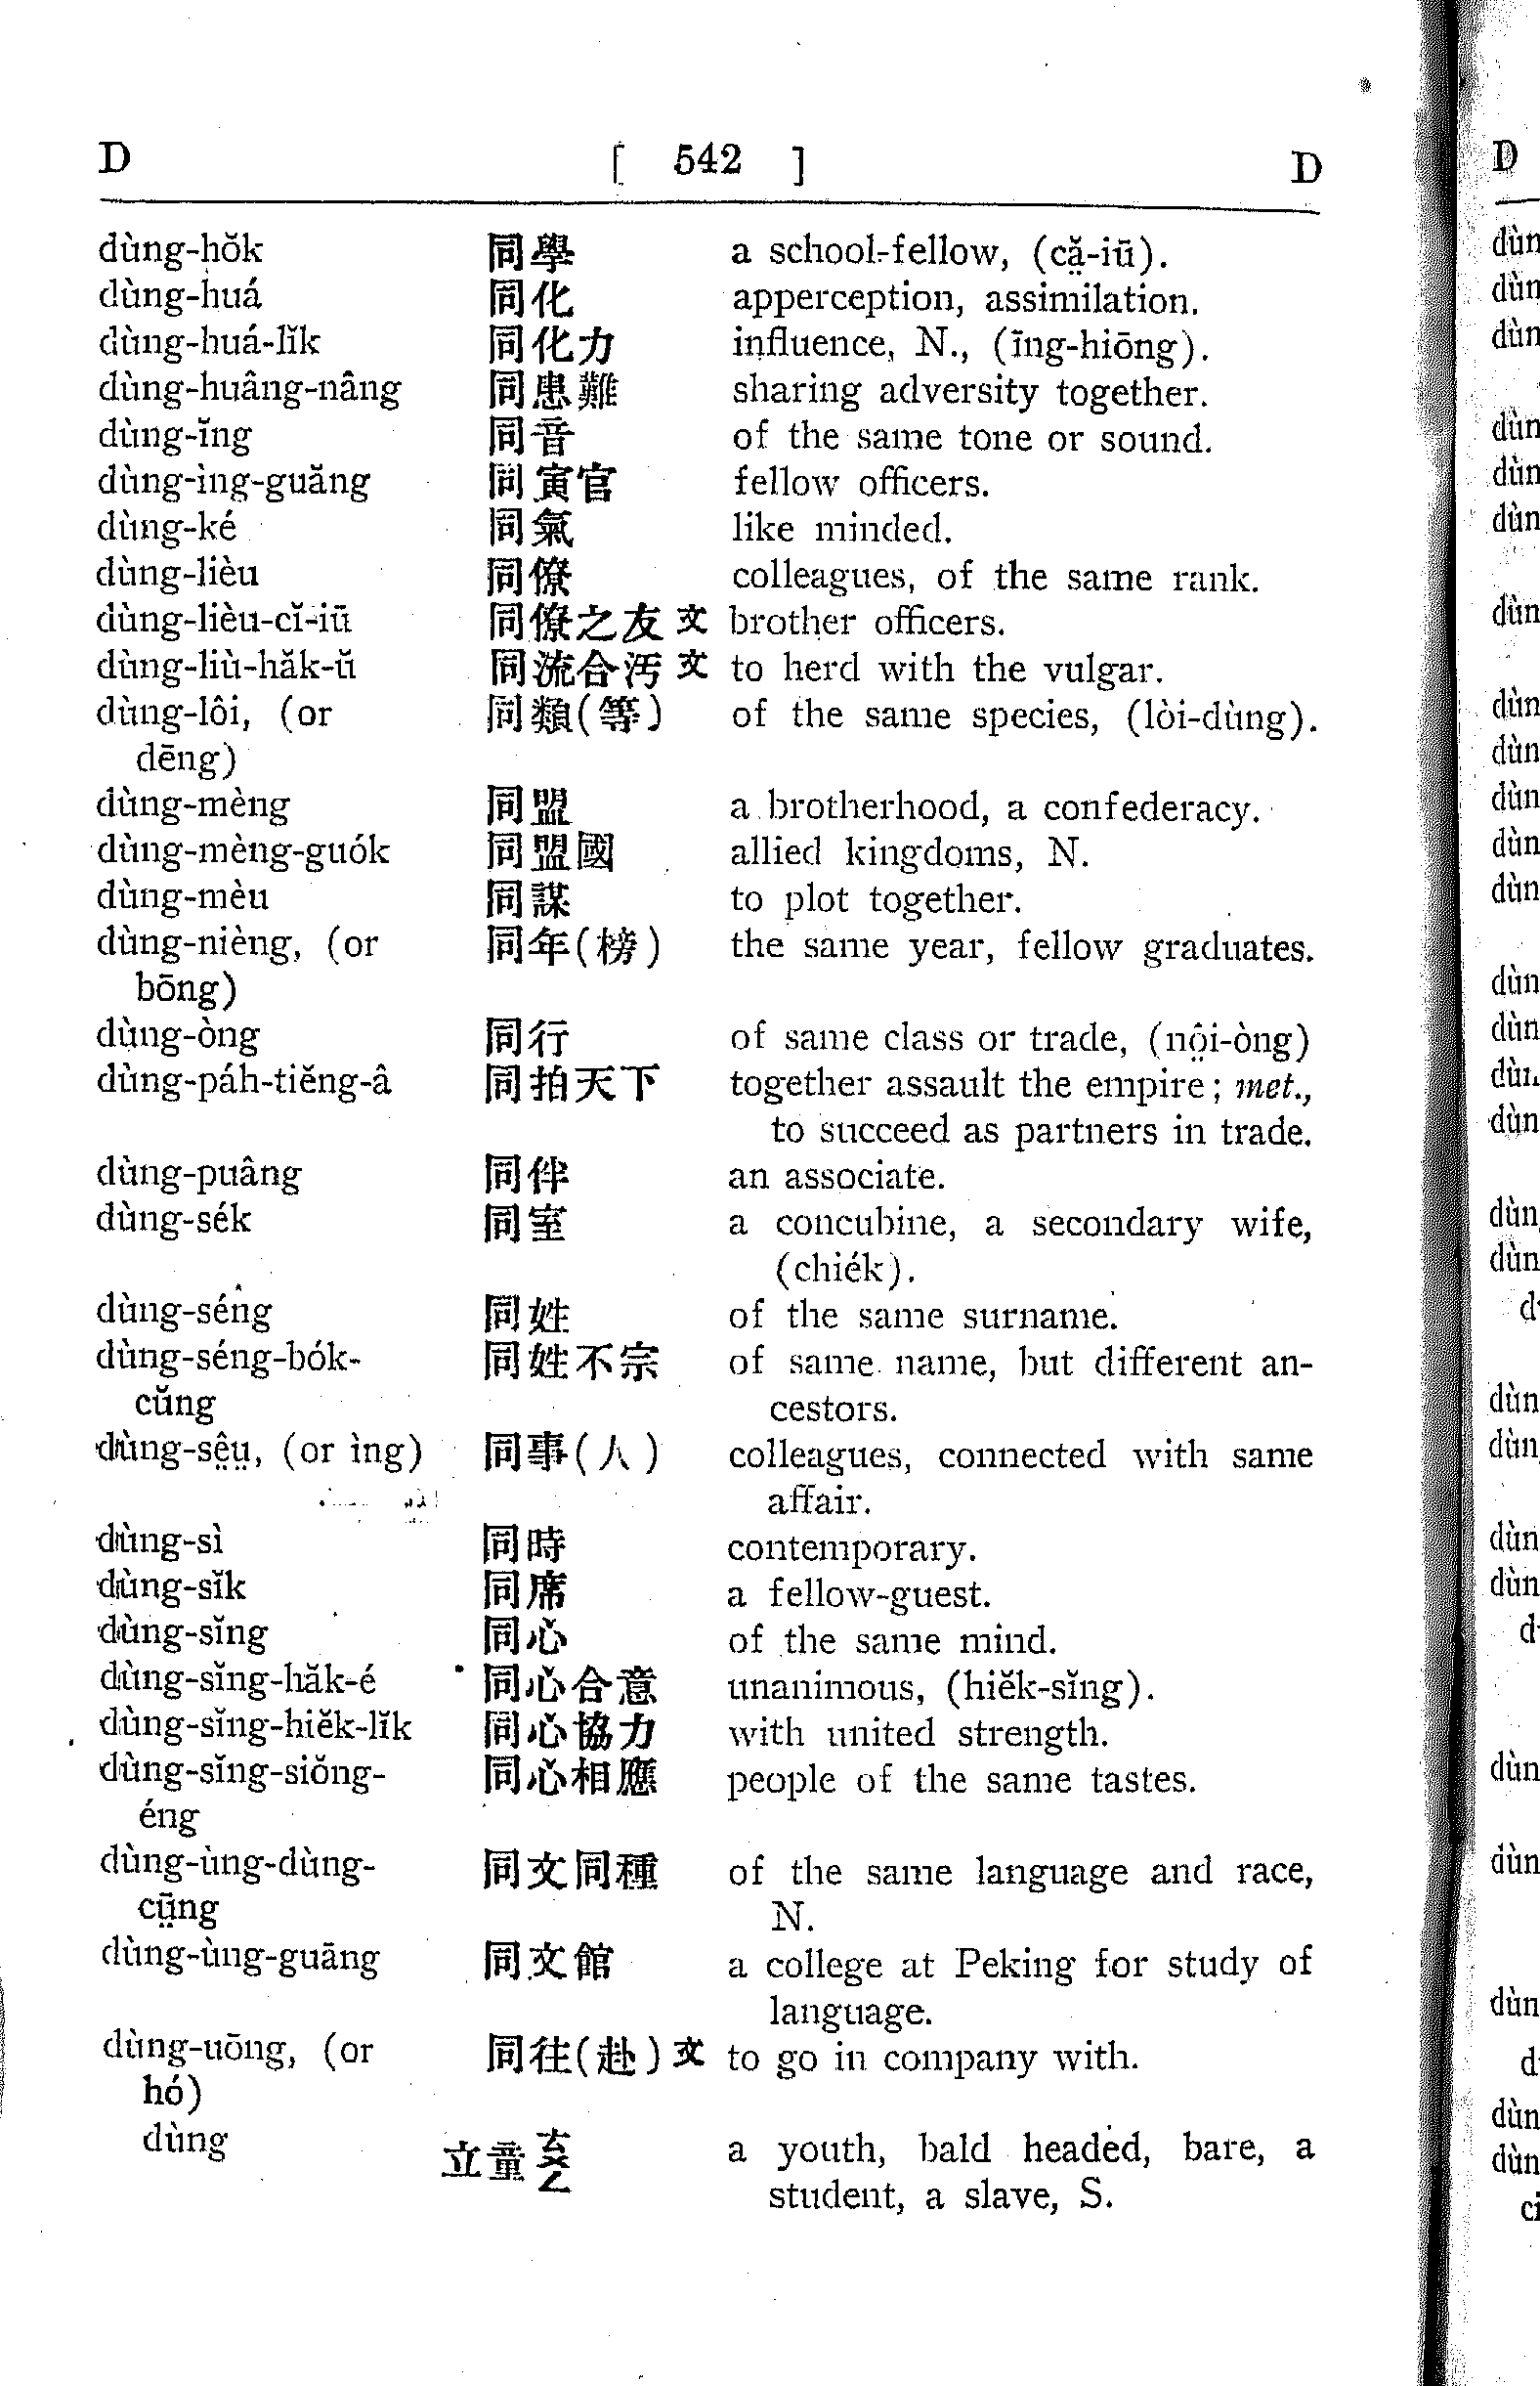 D [ 542 ] D
dùng-hŏk 同學 a school-fellow, (că̤-iū).
dùng-huá 同化 apperception, assimilation.
dùng-huá-lĭk 同化力 influence, N., (īng-hiōng).
dùng-huâng-nâng 同患難 sharing adversity together.
dùng-ĭng 同音 of the same tone or sound.
dùng-ìng-guăng 同寅官 fellow officers.
dùng-ké 同氣 like minded.
dùng-lièu 同僚 colleagues, of the same rank.
dùng-lièu-cĭ-iū 同僚之友 文 brother officers.
dùng-liù-hăk-ŭ 同流合汚 文 to herd with the vulgar.
dùng-lôi, (or 同類(等) of the same species, (lòi-dùng).
dēng)
dùng-mèng 同盟 a brotherhood, a confederacy.
dùng-mèng-guók 同盟國 allied kingdoms, N.
dùng-mèu 同謀 to plot together.
dùng-nièng, (or 同年(榜) the same year, fellow graduates.
bōng)
dùng-òng 同行 of same class or trade, (nô̤i-òng)
dùng-páh-tiĕng-â 同拍天下 together assault the empire; met.,
to succeed as partners in trade.
dùng-puâng 同伴 an associate.
dùng-sék 同室 a concubine, a secondary wife,
(chiék).
dùng-séng 同姓 of the same surname.
dùng-séng-bók- 同姓不宗 of same name, but different an-
cŭng cestors.
dùng-sê̤ṳ, (or ìng) 同事(人) colleagues, connected with same
affair.
dùng-sì 同時 contemporary.
dùng-sĭk 同席 a fellow-guest.
dùng-sĭng 同心 of the same mind.
dùng-sĭng-hăk-é 同心合意 unanimous, (hiĕk-sĭng).
dùng-sĭng-hiĕk-lĭk 同心協力 with united strength.
dùng-sĭng-siŏng- 同心相應 people of the same tastes.
éng
dùng-ùng-dùng- 同文同種 of the same language and race,
cṳ̄ng N.
dùng-ùng-guāng 同文館 a college at Peking for study of
language.
dùng-uōng, (or 同往(赴) 文 to go in company with.
hó)
dùng 立童 ㄊㄨㄥ a youth, bald headed, bare, a
student, a slave, S.